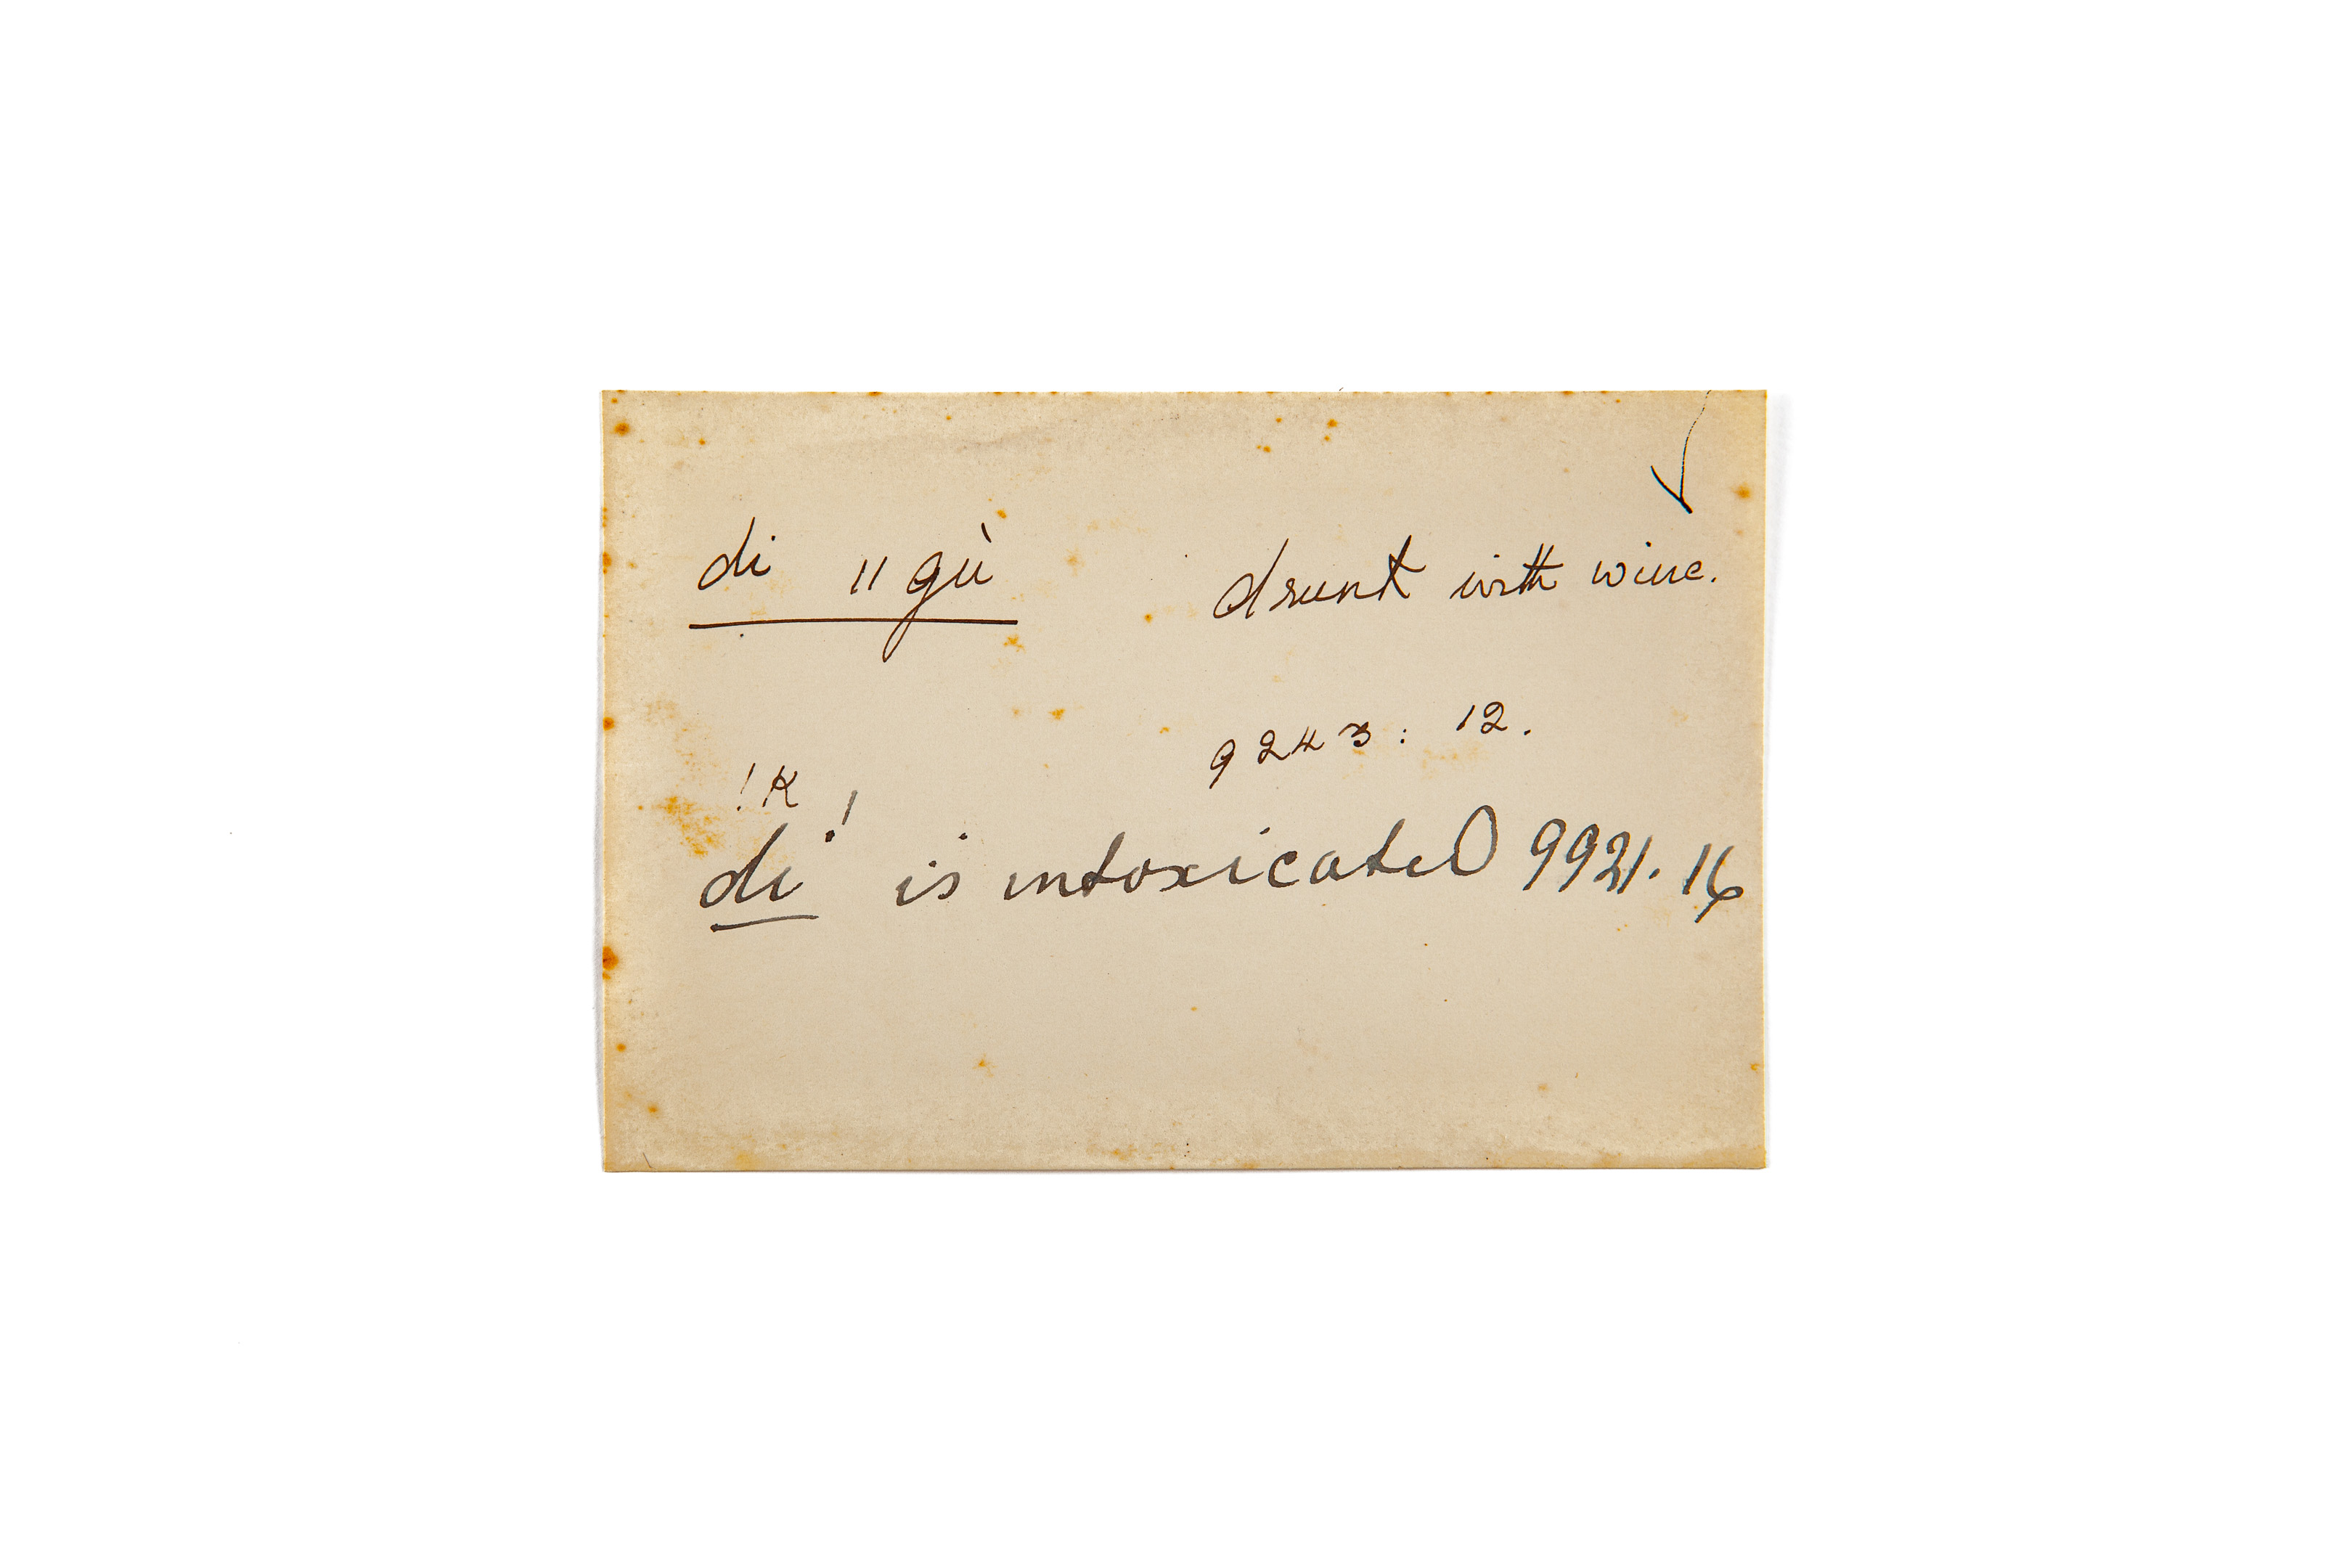 di ǁ gù drunk with wine.
9243: 12.
!K
di! is intoxicated 9921. 16